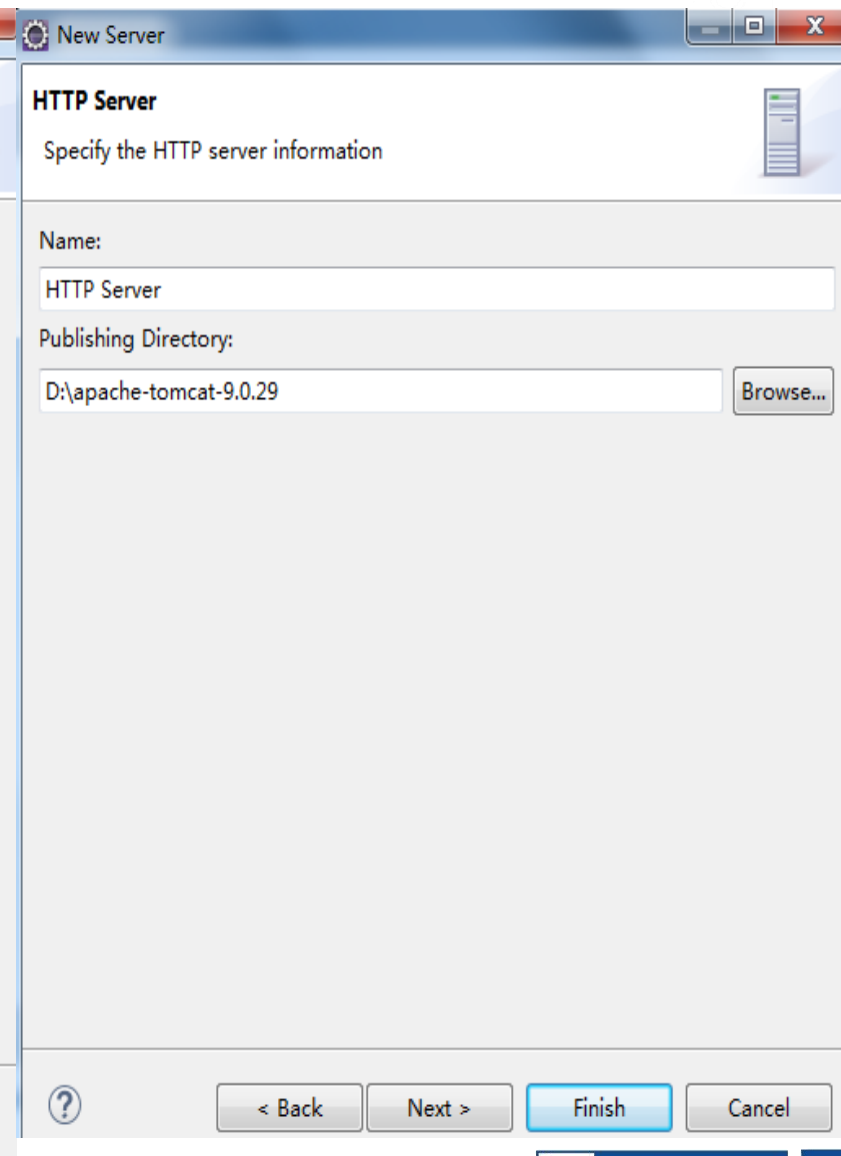 New Server
HTTP Server
Specify the HTTP server information
Name:
HTTP Server
Publishing Directory:
D:\apache-tomcat-9.0.29
Browse...
< Back
Next >
Finish
Cancel